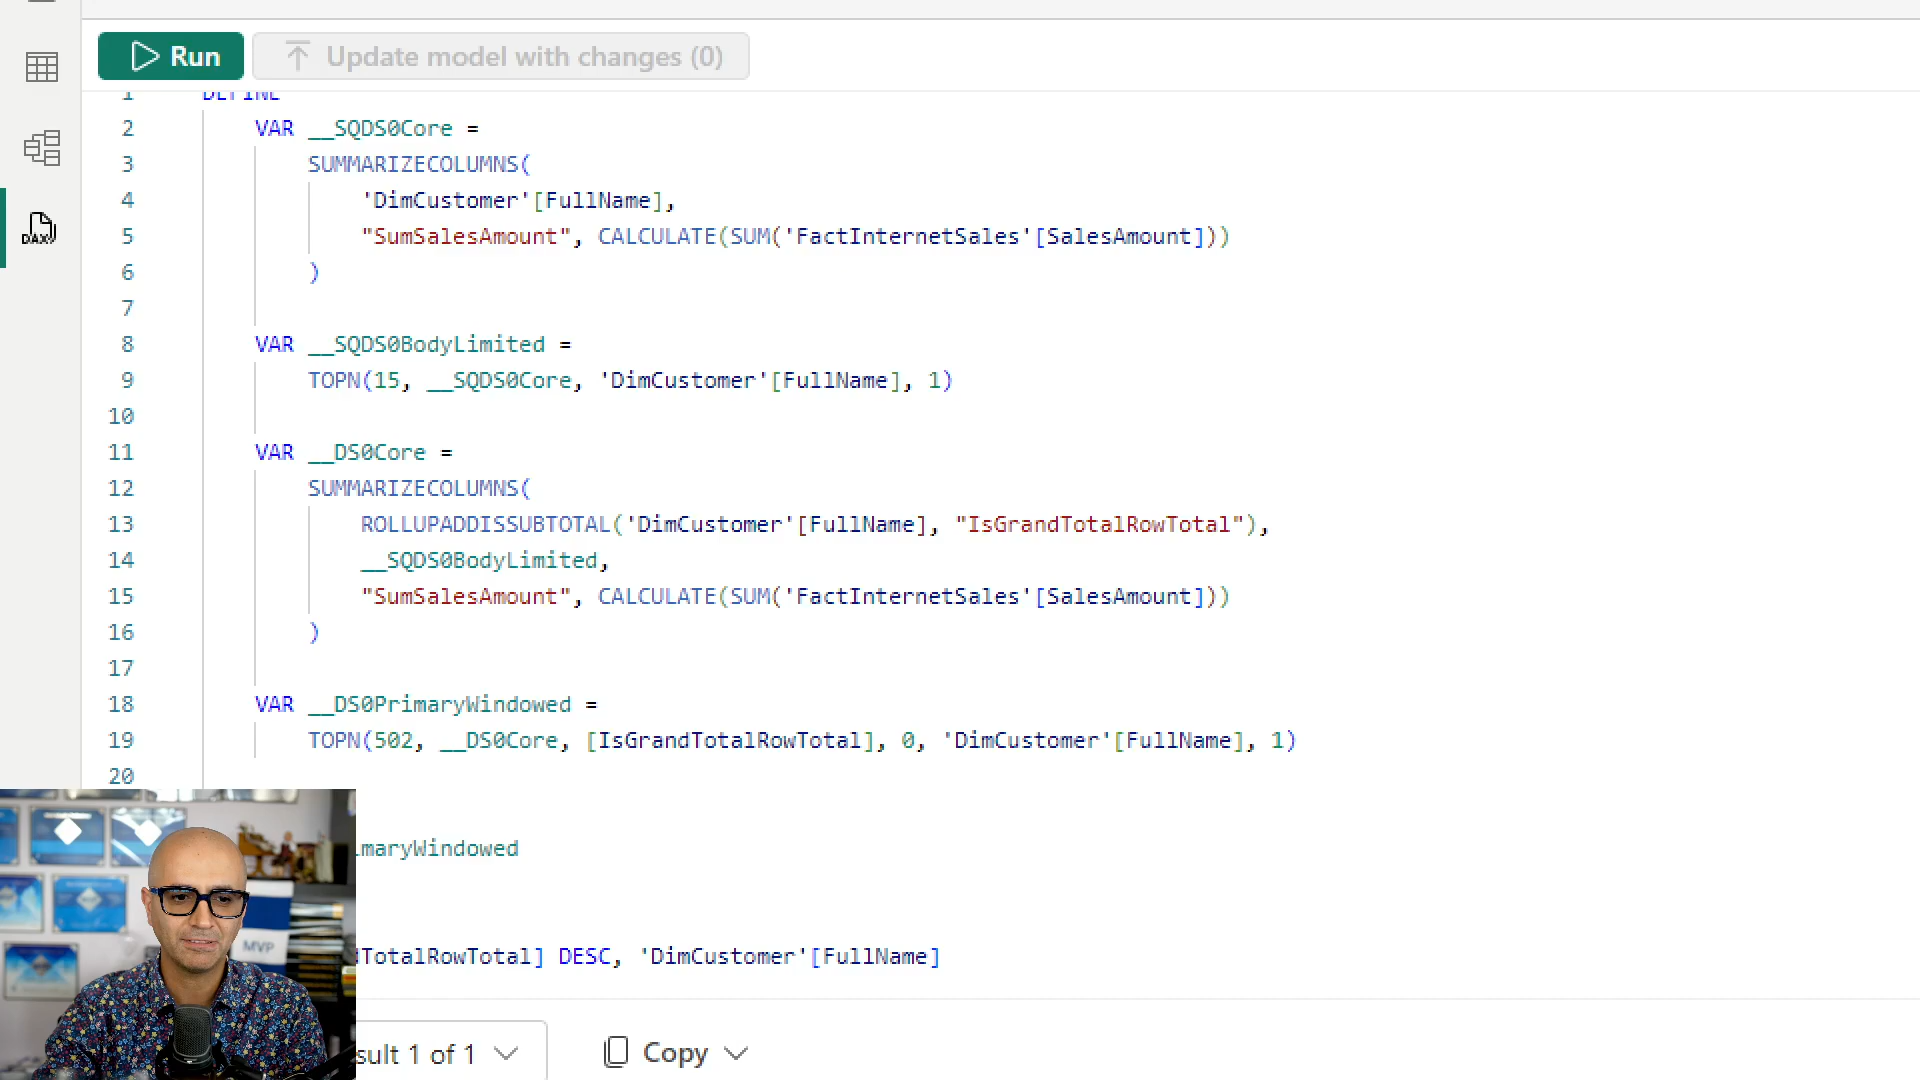 Run Update model with changes (0)
1 DEFINE
2 VAR __SQDS0Core =
3 SUMMARIZECOLUMNS(
4 'DimCustomer'[FullName],
5 "SumSalesAmount", CALCULATE(SUM('FactInternetSales'[SalesAmount]))
6 )
7
8 VAR __SQDS0BodyLimited =
9 TOPN(15, __SQDS0Core, 'DimCustomer'[FullName], 1)
10
11 VAR __DS0Core =
12 SUMMARIZECOLUMNS(
13 ROLLUPADDISSUBTOTAL('DimCustomer'[FullName], "IsGrandTotalRowTotal"),
14 __SQDS0BodyLimited,
15 "SumSalesAmount", CALCULATE(SUM('FactInternetSales'[SalesAmount]))
16 )
17
18 VAR __DS0PrimaryWindowed =
19 TOPN(502, __DS0Core, [IsGrandTotalRowTotal], 0, 'DimCustomer'[FullName], 1)
20
imaryWindowed
dTotalRowTotal] DESC, 'DimCustomer'[FullName]
sult 1 of 1 Copy
DAX
MVP